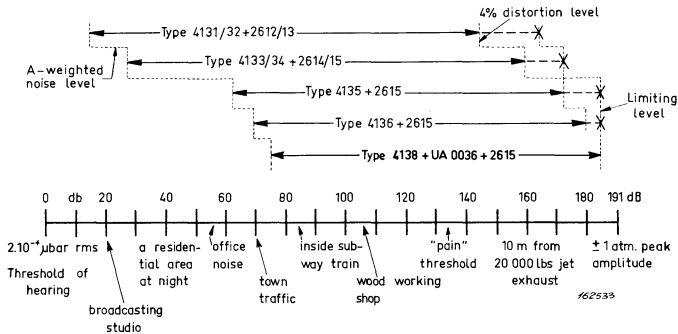 4% distortion level
Type 4131/32+2612/13
A-weighted
noise level
Type 4133/34 +2614/15
Type 4135 + 2615
Limiting
level
Type 4136 + 2615
Type 4138 + UA 0036 + 2615
0 db 20 40 60 80 100 120 140 160 180 191 dB
2.10⁻⁴ µbar rms
Threshold of
hearing
broadcasting
studio
a residen-
tial area
at night
office
noise
town
traffic
inside sub-
way train
wood working
shop
"pain"
threshold
10 m from
20 000 lbs jet
exhaust
± 1 atm. peak
amplitude
162533